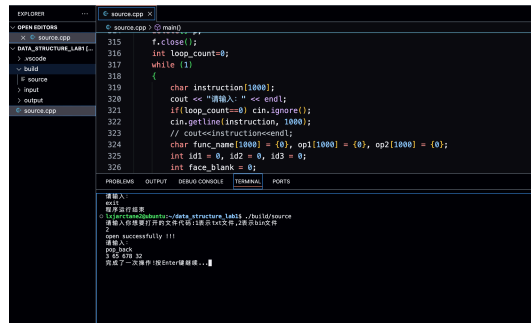 EXPLORER
OPEN EDITORS
source.cpp
DATA_STRUCTURE_LAB1 [...
.vscode
build
source
input
output
source.cpp
source.cpp
source.cpp > main()
315 f.close();
316 int loop_count=0;
317 while (1)
318 {
319 char instruction[1000];
320 cout << "请输入: " << endl;
321 if(loop_count==0) cin.ignore();
322 cin.getline(instruction, 1000);
323 // cout<<instruction<<endl;
324 char func_name[1000] = {0}, op1[1000] = {0}, op2[1000] = {0};
325 int id1 = 0, id2 = 0, id3 = 0;
326 int face_blank = 0;
PROBLEMS OUTPUT DEBUG CONSOLE TERMINAL PORTS
请输入:
exit
程序运行结束
lxjarctane2@ubuntu:~/data_structure_lab1$ ./build/source
请输入你想要打开的文件代码:1表示txt文件,2表示bin文件
2
open successfully !!!
请输入:
pop_back
3 65 678 32
完成了一次操作!按Enter键继续...